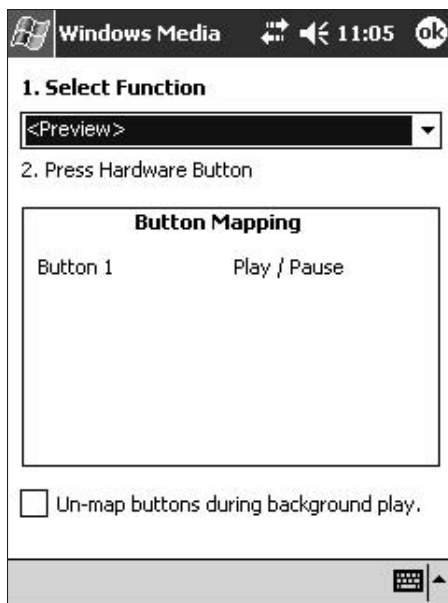 Windows Media 11:05 ok
1. Select Function
<Preview>
2. Press Hardware Button
Button Mapping
Button 1 Play / Pause
Un-map buttons during background play.